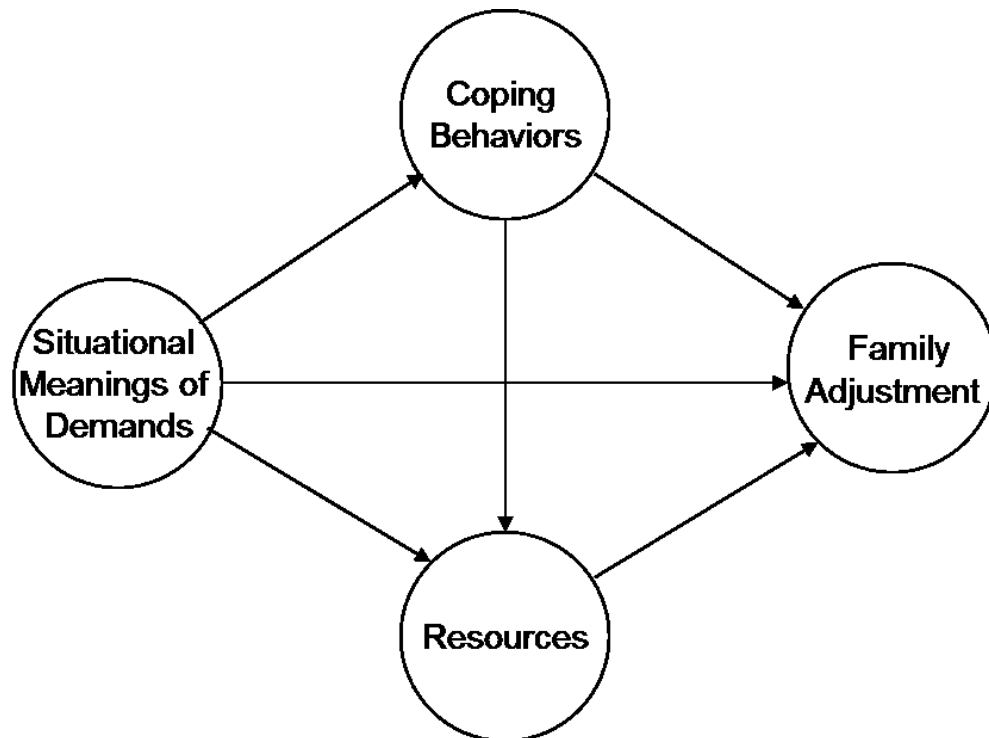 Coping
Behaviors
Situational
Meanings of
Demands
Family
Adjustment
Resources